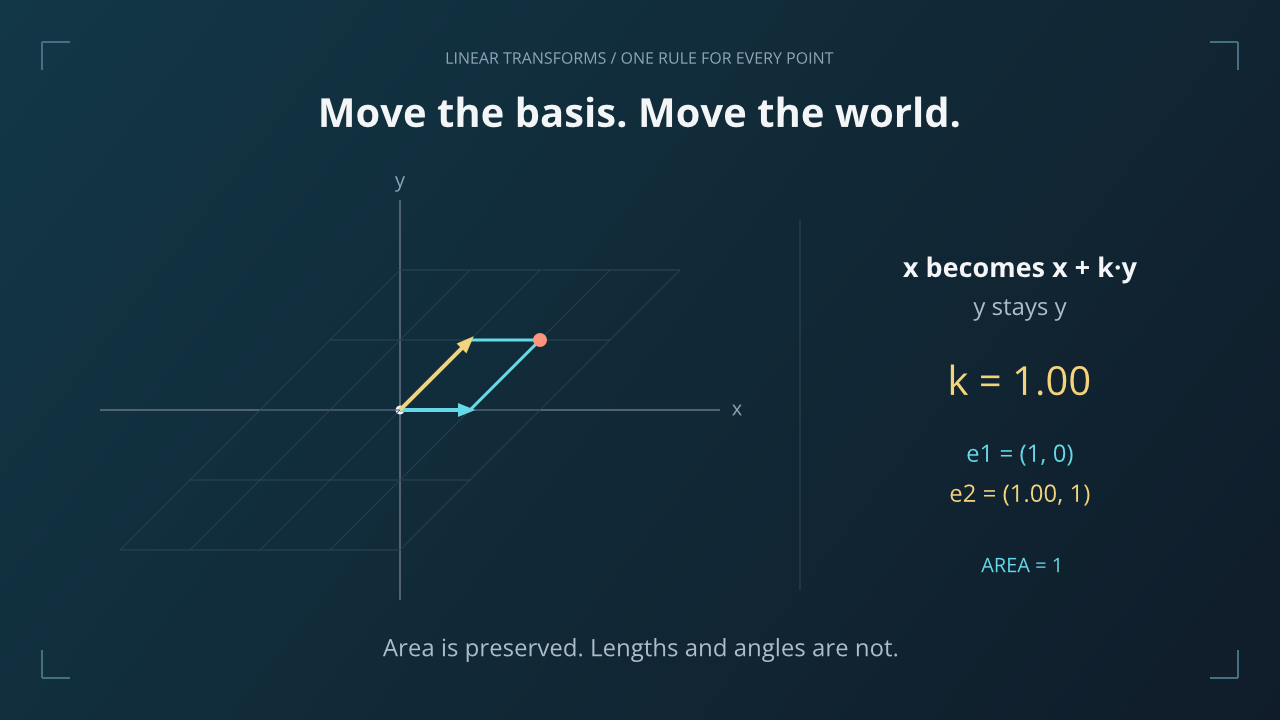 LINEAR TRANSFORMS / ONE RULE FOR EVERY POINT
Move the basis. Move the world.
y
x
x becomes x + k·y
y stays y
k = 1.00
e1 = (1, 0)
e2 = (1.00, 1)
AREA = 1
Area is preserved. Lengths and angles are not.